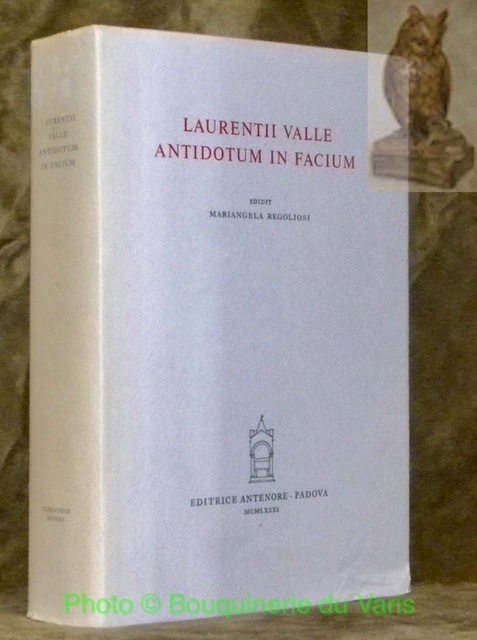 LAURENTII
VALLE
ANTIDOTUM
IN FACIUM
LAURENTII VALLE
ANTIDOTUM IN FACIUM
EDIDIT
MARIANGELA REGOLIOSI
EDITRICE ANTENORE - PADOVA
MCMLXXXI
Photo © Bouquinerie du Varis